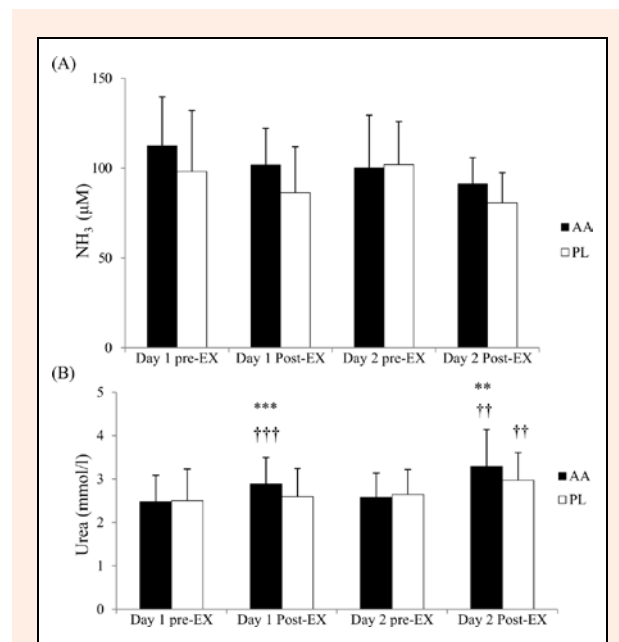 (A)
150
100
50
0
NH₃ (μM)
■AA
□PL
Day 1 pre-EX Day 1 Post-EX Day 2 pre-EX Day 2 Post-EX
(B)
5
4
3
2
1
0
Urea (mmol/l)
***
†††
**
††
††
■AA
□PL
Day 1 pre-EX Day 1 Post-EX Day 2 pre-EX Day 2 Post-EX